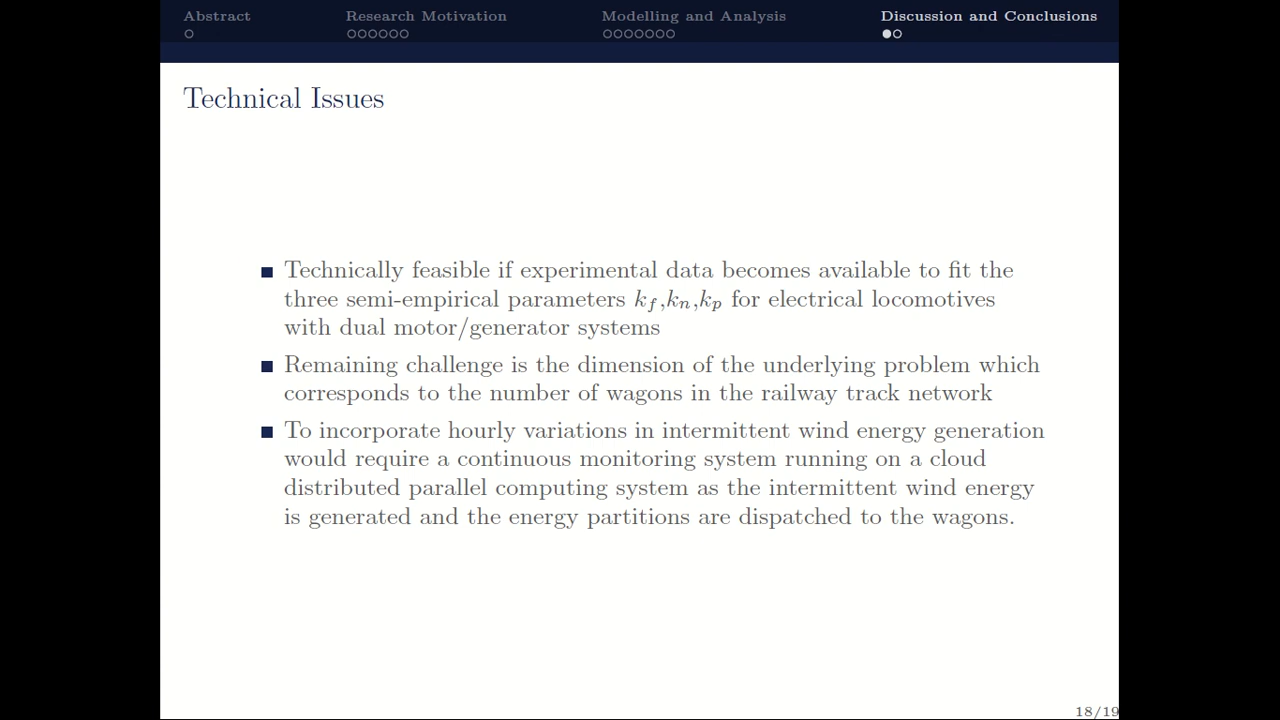 Abstract Research Motivation Modelling and Analysis Discussion and Conclusions
Technical Issues
Technically feasible if experimental data becomes available to fit the
three semi-empirical parameters k_f,k_n,k_p for electrical locomotives
with dual motor/generator systems
Remaining challenge is the dimension of the underlying problem which
corresponds to the number of wagons in the railway track network
To incorporate hourly variations in intermittent wind energy generation
would require a continuous monitoring system running on a cloud
distributed parallel computing system as the intermittent wind energy
is generated and the energy partitions are dispatched to the wagons.
18/19